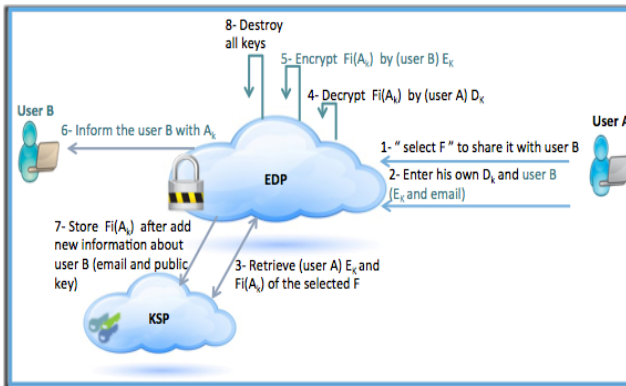 8- Destroy
all keys
5- Encrypt Fi(Aₖ) by (user B) Eₖ
4- Decrypt Fi(Aₖ) by (user A) Dₖ
User B
User A
6- Inform the user B with Aₖ
1- “ select F ” to share it with user B
EDP
2- Enter his own Dₖ and user B
(Eₖ and email)
7- Store Fi(Aₖ) after add
new information about
user B (email and public
key)
3- Retrieve (user A) Eₖ and
Fi(Aₖ) of the selected F
KSP